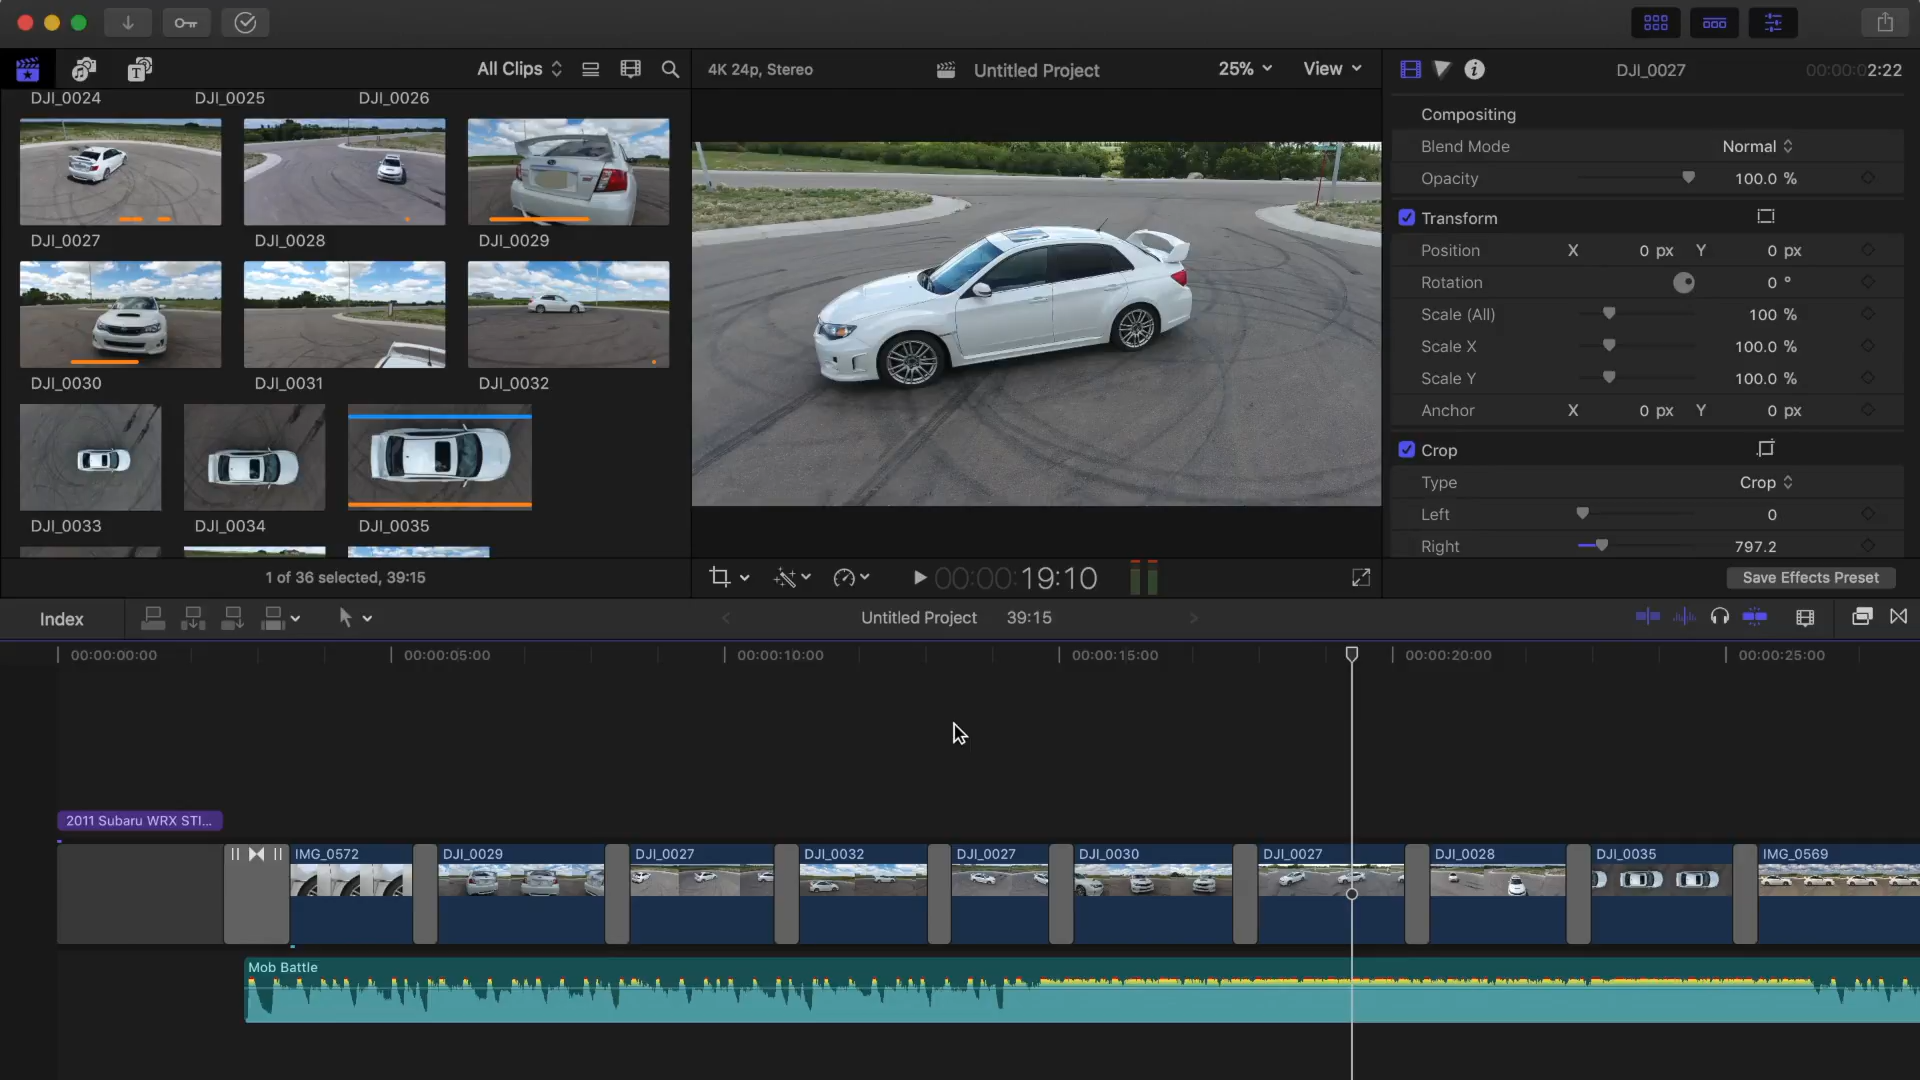 All Clips
4K 24p, Stereo
Untitled Project
25%
View
DJI_0027
00:00:02:22
DJI_0024
DJI_0025
DJI_0026
DJI_0027
DJI_0028
DJI_0029
DJI_0030
DJI_0031
DJI_0032
DJI_0033
DJI_0034
DJI_0035
1 of 36 selected, 39:15
00:00:19:10
Compositing
Blend Mode Normal
Opacity 100.0 %
Transform
Position X 0 px Y 0 px
Rotation 0 °
Scale (All) 100 %
Scale X 100.0 %
Scale Y 100.0 %
Anchor X 0 px Y 0 px
Crop
Type Crop
Left 0
Right 797.2
Save Effects Preset
Index
Untitled Project 39:15
00:00:00:00
00:00:05:00
00:00:10:00
00:00:15:00
00:00:20:00
00:00:25:00
2011 Subaru WRX STI...
IMG_0572
DJI_0029
DJI_0027
DJI_0032
DJI_0027
DJI_0030
DJI_0027
DJI_0028
DJI_0035
IMG_0569
Mob Battle